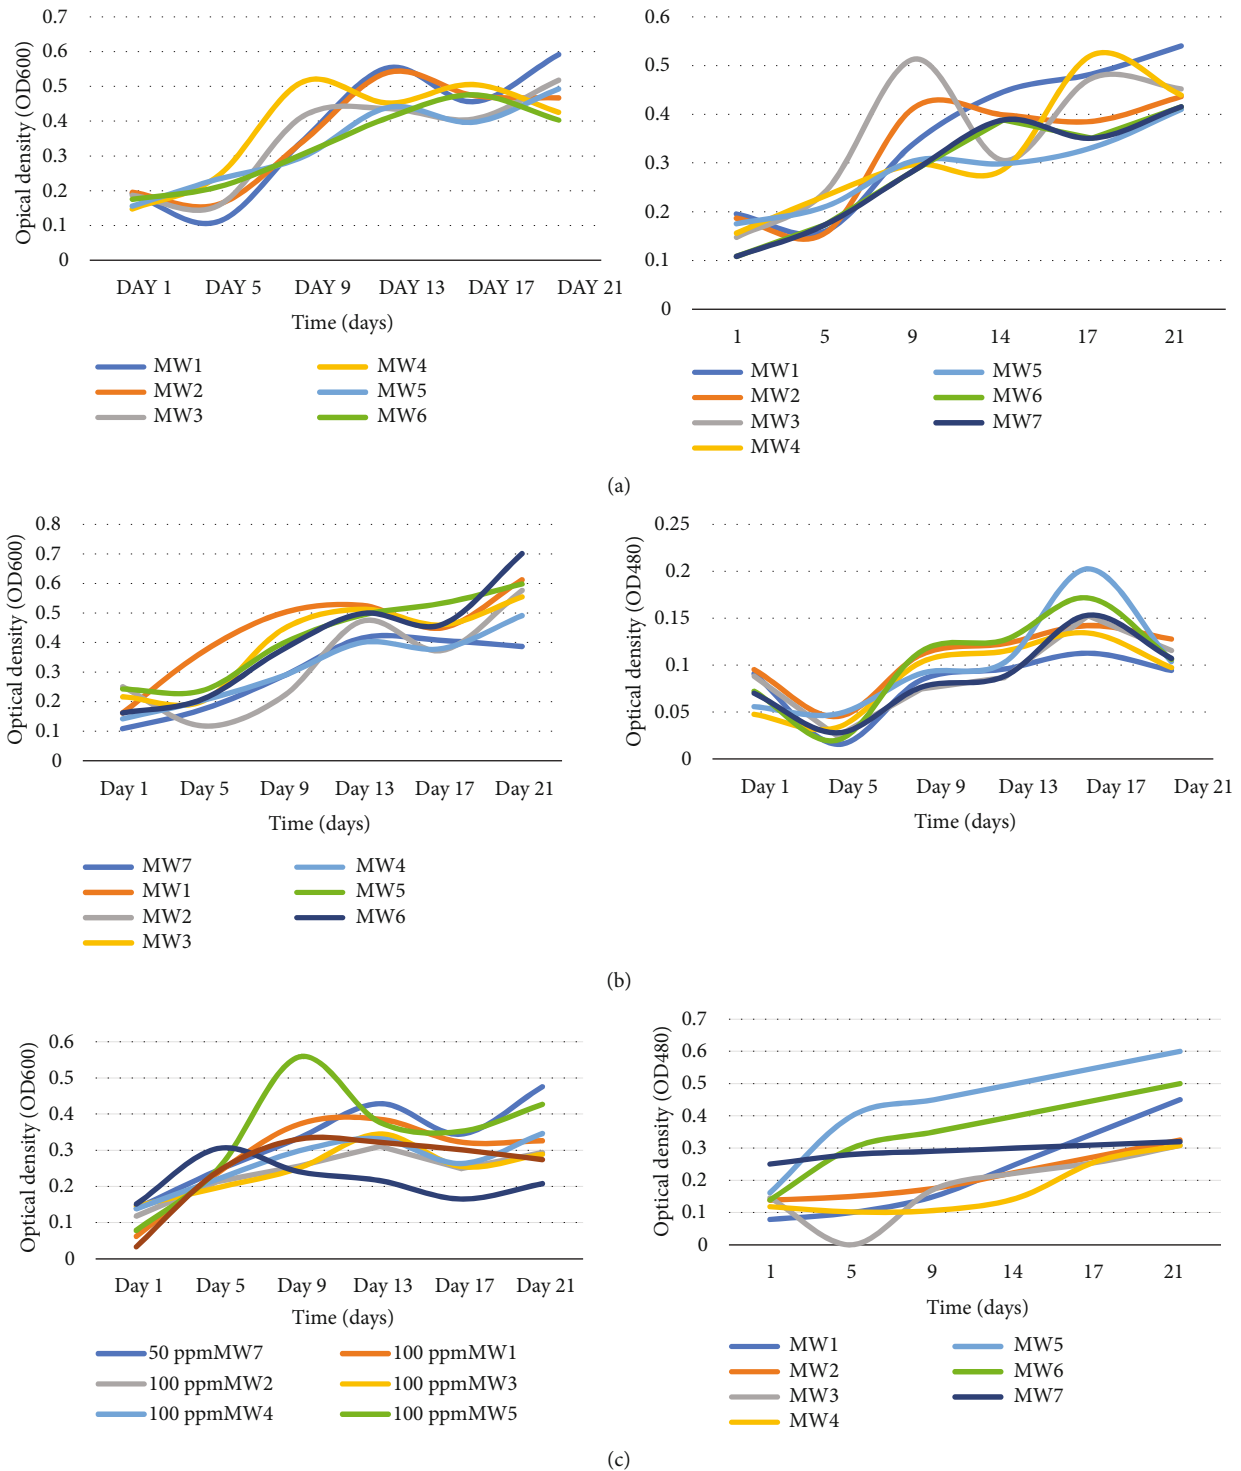 0.7
0.6
0.5
0.4
0.3
0.2
0.1
0
Opical density (OD600)
DAY 1 DAY 5 DAY 9 DAY 13 DAY 17 DAY 21
Time (days)
MW1 MW4
MW2 MW5
MW3 MW6
0.6
0.5
0.4
0.3
0.2
0.1
0
1 5 9 14 17 21
MW1 MW5
MW2 MW6
MW3 MW7
MW4
(a)
0.8
0.7
0.6
0.5
0.4
0.3
0.2
0.1
0
Optical density (OD600)
Day 1 Day 5 Day 9 Day 13 Day 17 Day 21
Time (days)
MW7 MW4
MW1 MW5
MW2 MW6
MW3
0.25
0.2
0.15
0.1
0.05
0
Optical density (OD480)
Day 1 Day 5 Day 9 Day 13 Day 17 Day 21
Time (days)
(b)
0.6
0.5
0.4
0.3
0.2
0.1
0
Optical density (OD600)
Day 1 Day 5 Day 9 Day 13 Day 17 Day 21
Time (days)
50 ppmMW7 100 ppmMW1
100 ppmMW2 100 ppmMW3
100 ppmMW4 100 ppmMW5
0.7
0.6
0.5
0.4
0.3
0.2
0.1
0
Optical density (OD480)
1 5 9 14 17 21
Time (days)
MW1 MW5
MW2 MW6
MW3 MW7
MW4
(c)